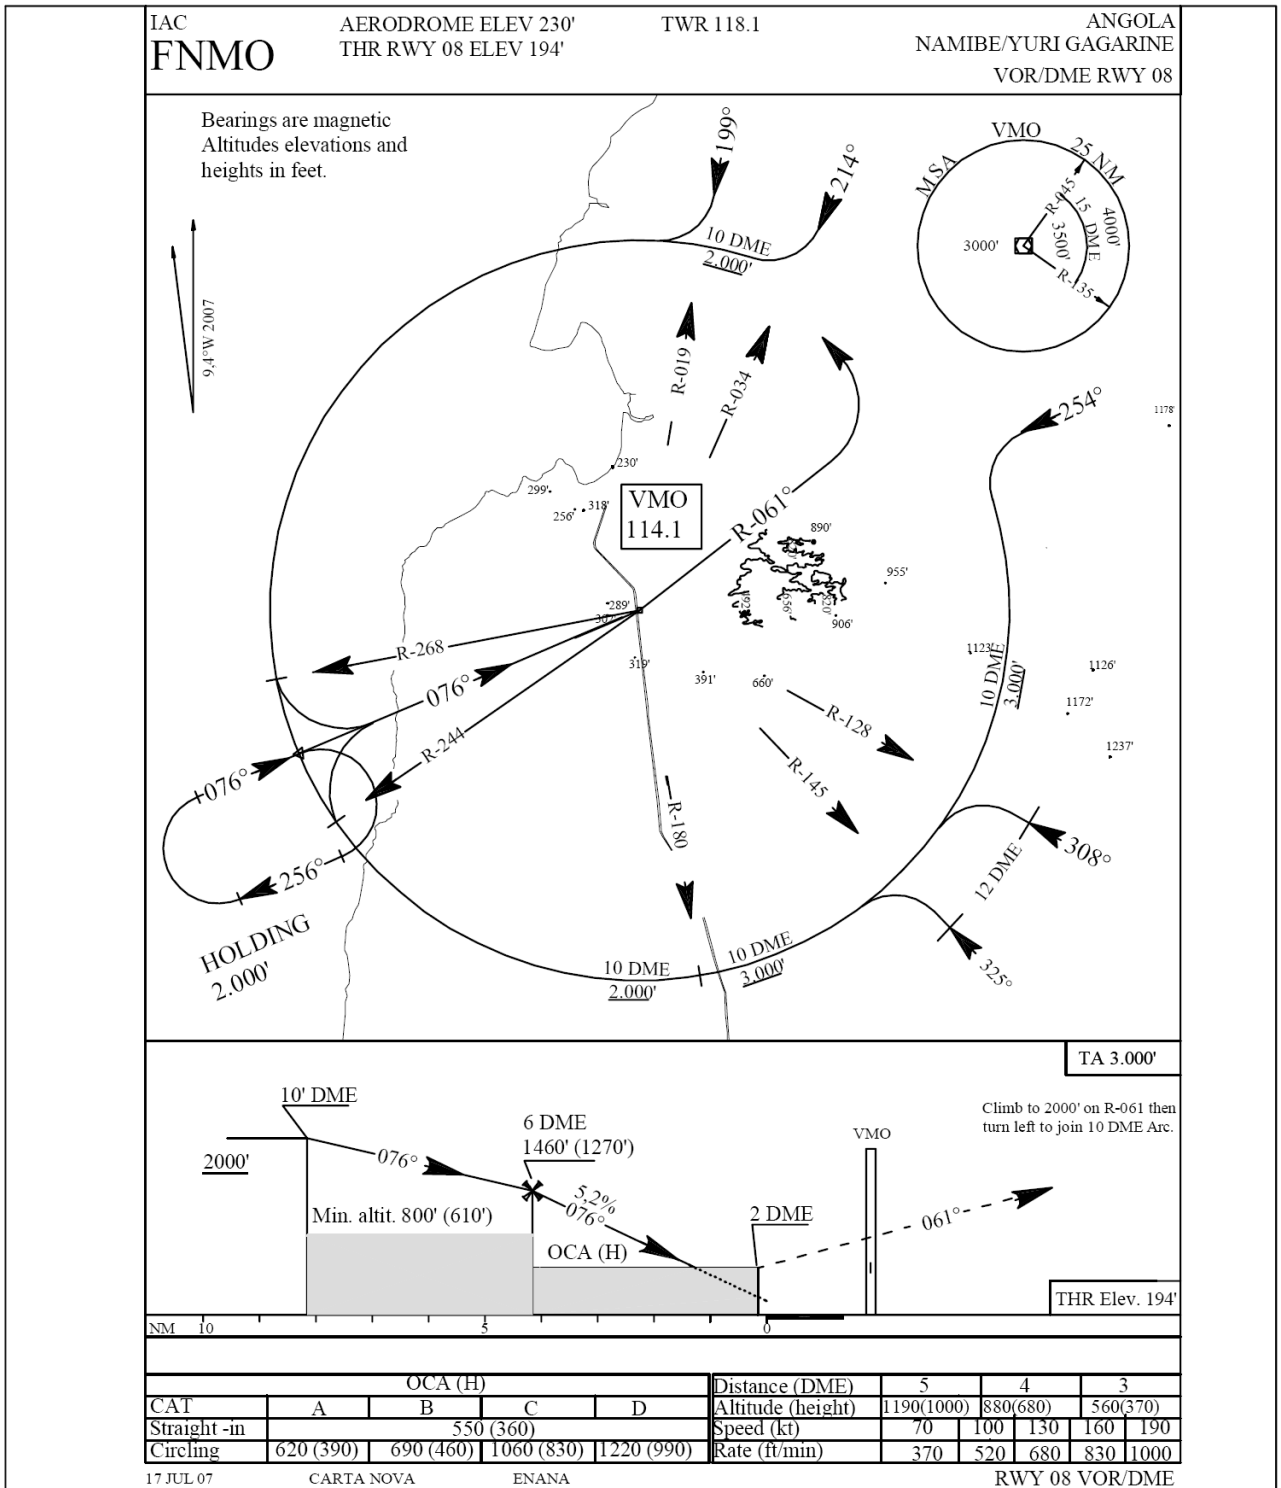 IAC
FNMO
AERODROME ELEV 230'
THR RWY 08 ELEV 194'
TWR 118.1
ANGOLA
NAMIBE/YURI GAGARINE
VOR/DME RWY 08
Bearings are magnetic
Altitudes elevations and
heights in feet.
9,4°W 2007
199°
214°
10 DME
2.000'
VMO
MSA
25 NM
R-045
15 DME
4000'
3500'
3000'
R-135
R-019
R-034
254°
1178'
230'
299'
256'
318'
VMO
114.1
R-061°
890'
955'
656'
820'
906'
289'
319'
391'
660'
1123'
1126'
1172'
1237'
R-268
076°
R-244
10 DME
3.000'
R-128
R-145
R-180
076°
256°
HOLDING
2.000'
308°
12 DME
325°
10 DME
3.000'
10 DME
2.000'
TA 3.000'
10' DME
2000'
076°
6 DME
1460' (1270')
5,2%
076°
Min. altit. 800' (610')
OCA (H)
2 DME
VMO
061°
Climb to 2000' on R-061 then
turn left to join 10 DME Arc.
THR Elev. 194'
NM 10 5 0
OCA (H)
CAT A B C D
Straight -in 550 (360)
Circling 620 (390) 690 (460) 1060 (830) 1220 (990)
Distance (DME) 5 4 3
Altitude (height) 1190(1000) 880(680) 560(370)
Speed (kt) 70 100 130 160 190
Rate (ft/min) 370 520 680 830 1000
17 JUL 07 CARTA NOVA ENANA RWY 08 VOR/DME